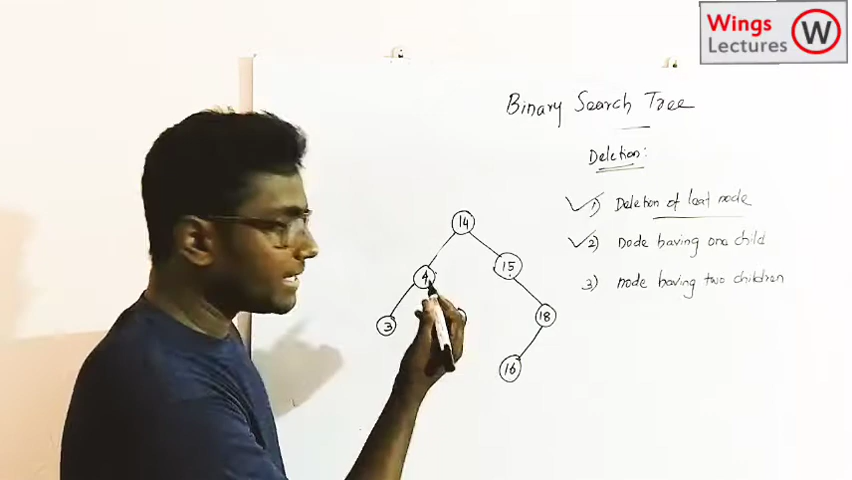 Wings
Lectures
W
Binary Search Tree
Deletion:
1) Deletion of leaf node
2) Node having one child
3) node having two children
14
4
15
3
18
16